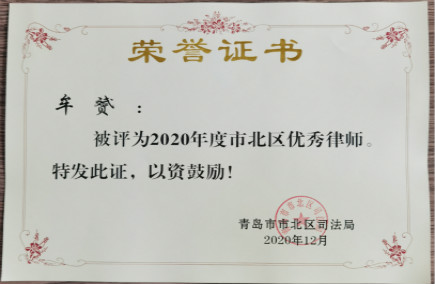 荣誉证书
牟赟：
被评为2020年度市北区优秀律师。
特发此证，以资鼓励！
青岛市市北区司法局
2020年12月